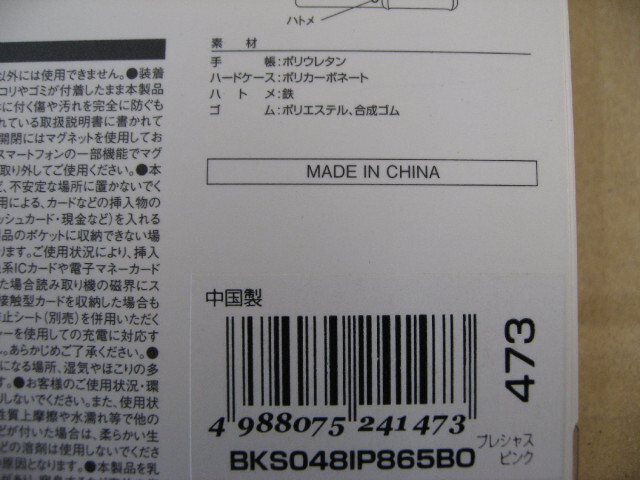 ハトメ
素 材
手 帳:ポリウレタン
ハードケース:ポリカーボネート
ハ ト メ:鉄
ゴ ム:ポリエステル、合成ゴム
MADE IN CHINA
以外には使用できません。●装着
コリやゴミが付着したまま本製品
に付く傷や汚れを完全に防ぐも
れている取扱説明書に書かれて
開閉にはマグネットを使用してお
スマートフォンの一部機能でマグ
取り外してご使用ください。●本
、不安定な場所に置かないでく
用による、カードなどの挿入物の
ッシュカード・現金など)を入れる
品のポケットに収納できない場
ます。ご使用状況により、挿入
系ICカードや電子マネーカード
た場合読み取り機の磁界にス
接触型カードを収納した場合も
止シート(別売)を併用いただく
ャーを使用しての充電に対応す
。あらかじめご了承ください。●
になる場所、湿気やほこりの多
す。●お客様のご使用状況・環
しないでください。また、使用状
性質上摩擦や水濡れ等で他の
どが付いた場合は、柔らかい生
どの溶剤は使用しないでください
の原因となります。●本製品を乳
中国製
4 988075 241473
473
BKS048IP865B0
プレシャス
ピンク